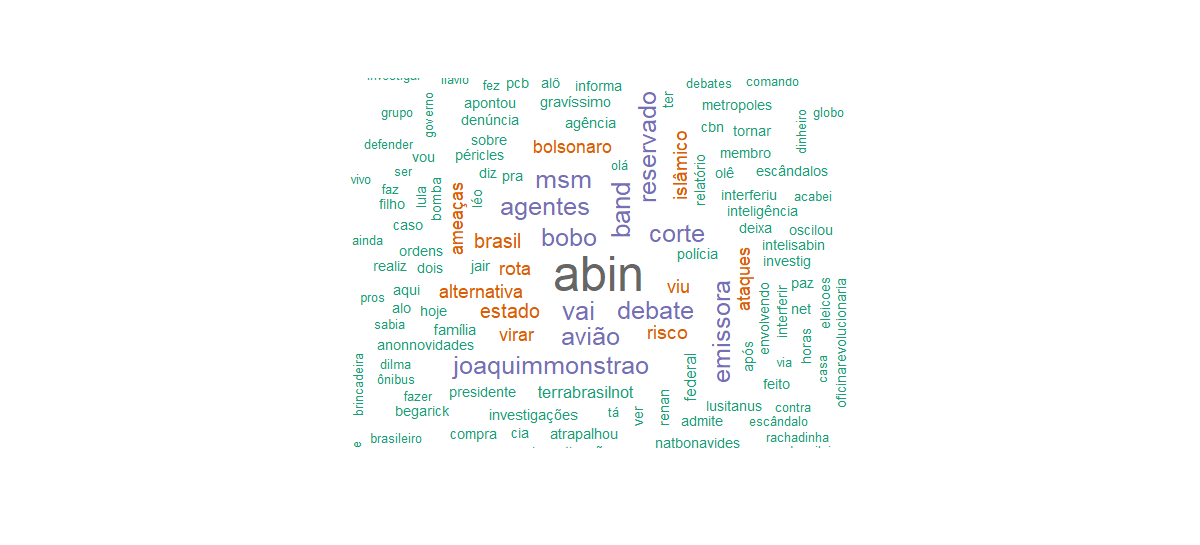 flavio
fez
pcb
alô
informa
debates
comando
grupo
governo
apontou
gravíssimo
reservado
ter
metropoles
dinheiro
globo
denúncia
agência
cbn
tornar
defender
vou
sobre
péricles
bolsonaro
islâmico
membro
vivo
ser
faz
filho
lula
bomba
ameaças
léo
diz
pra
msm
olá
relatório
olê
escândalos
agentes
band
interferiu
acabei
inteligência
caso
brasil
bobo
corte
deixa
oscilou
ainda
ordens
polícia
ataques
intelisabin
realiz
dois
jair
rota
abin
viu
investig
pros
aqui
alternativa
emissora
envolvendo
interferir
paz
eleicoes
oficinarevolucionaria
alo
hoje
estado
vai
debate
net
sabia
família
virar
avião
risco
após
horas
anonnovidades
brincadeira
dilma
joaquimmonstrao
federal
via
casa
ônibus
fazer
presidente
terrabrasilnot
feito
begarick
investigações
tá
ver
renan
lusitanus
contra
admite
escândalo
e
brasileiro
compra
cia
atrapalhou
natbonavides
rachadinha